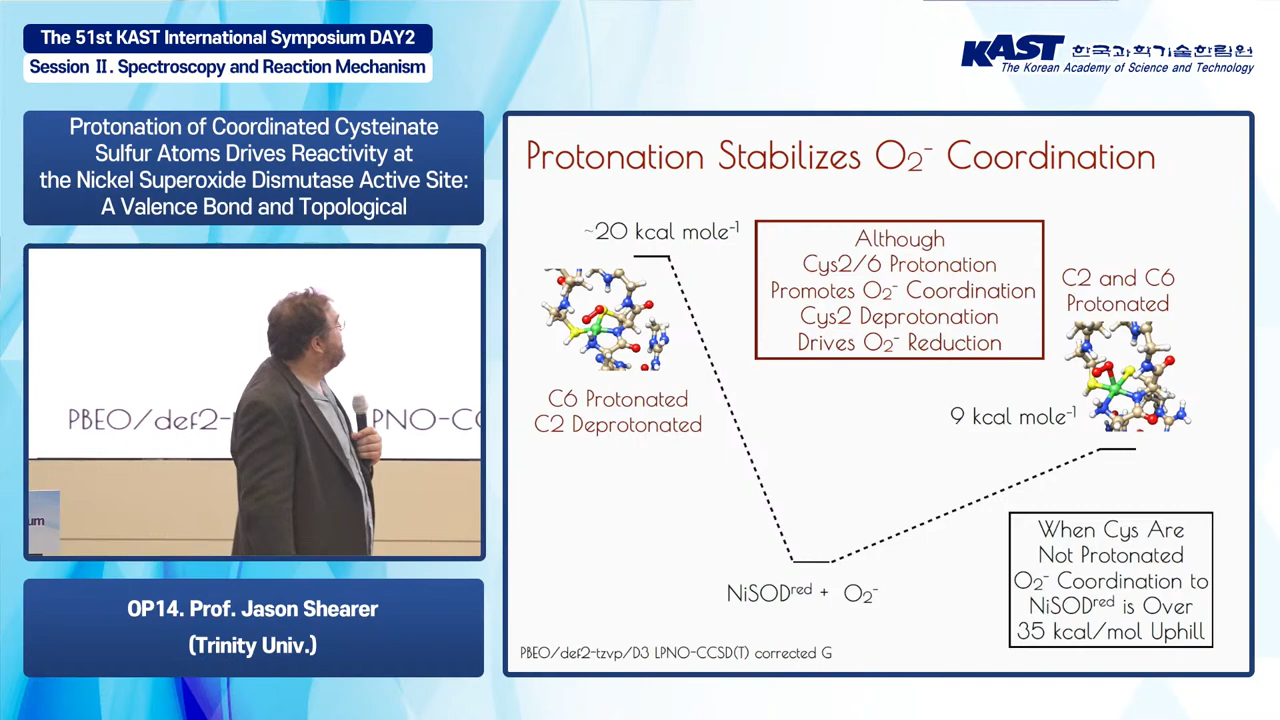 The 51st KAST International Symposium DAY2
Session Ⅱ. Spectroscopy and Reaction Mechanism
KAST 한국과학기술한림원
The Korean Academy of Science and Technology
Protonation of Coordinated Cysteinate
Sulfur Atoms Drives Reactivity at
the Nickel Superoxide Dismutase Active Site:
A Valence Bond and Topological
PBEO/def2-
PNO-CC
um
OP14. Prof. Jason Shearer
(Trinity Univ.)
Protonation Stabilizes O₂⁻ Coordination
~20 kcal mole⁻¹
C6 Protonated
C2 Deprotonated
Although
Cys2/6 Protonation
Promotes O₂⁻ Coordination
Cys2 Deprotonation
Drives O₂⁻ Reduction
C2 and C6
Protonated
9 kcal mole⁻¹
NiSODʳᵉᵈ + O₂⁻
When Cys Are
Not Protonated
O₂⁻ Coordination to
NiSODʳᵉᵈ is Over
35 kcal/mol Uphill
PBEO/def2-tzvp/D3 LPNO-CCSD(T) corrected G